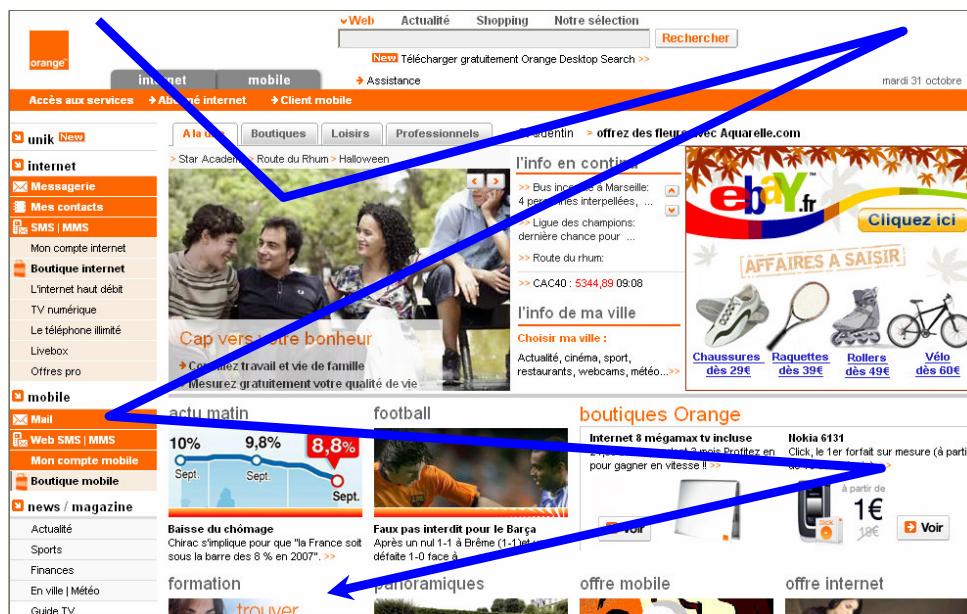 Web Actualité Shopping Notre sélection
Rechercher
orange™
New Télécharger gratuitement Orange Desktop Search >>
internet mobile
Assistance
mardi 31 octobre
Accès aux services Abonné internet Client mobile
unik New
internet
Messagerie
Mes contacts
SMS | MMS
Mon compte internet
Boutique internet
L'internet haut débit
TV numérique
Le téléphone illimité
Livebox
Offres pro
mobile
Mail
Web SMS | MMS
Mon compte mobile
Boutique mobile
news / magazine
Actualité
Sports
Finances
En ville | Météo
Guide TV
A la une Boutiques Loisirs Professionnels
Quentin > offrez des fleurs avec Aquarelle.com
> Star Academy > Route du Rhum > Halloween
Cap vers votre bonheur
Conciliez travail et vie de famille
Mesurez gratuitement votre qualité de vie
l'info en continu
>> Bus incendié à Marseille:
4 personnes interpellées, ...
>> Ligue des champions:
dernière chance pour ...
>> Route du rhum:
>> CAC40 : 5344,89 09:08
l'info de ma ville
Choisir ma ville :
Actualité, cinéma, sport,
restaurants, webcams, météo...>>
ebaY.fr
Cliquez ici
AFFAIRES A SAISIR
Chaussures
dès 29€
Raquettes
dès 39€
Rollers
dès 49€
Vélo
dès 60€
actu matin
10% 9,8% 8,8%
Sept. Sept. Sept.
Baisse du chômage
Chirac s'implique pour que "la France soit
sous la barre des 8 % en 2007". >>
football
Faux pas interdit pour le Barça
Après un nul 1-1 à Brême (1-1)et
défaite 1-0 face à
boutiques Orange
Internet 8 mégamax tv incluse
3 mois Profitez en
pour gagner en vitesse !! >>
Voir
Nokia 6131
Click, le 1er forfait sur mesure (à parti
à partir de
1€
19€
Click
Voir
formation
trouver
panoramiques
offre mobile
offre internet